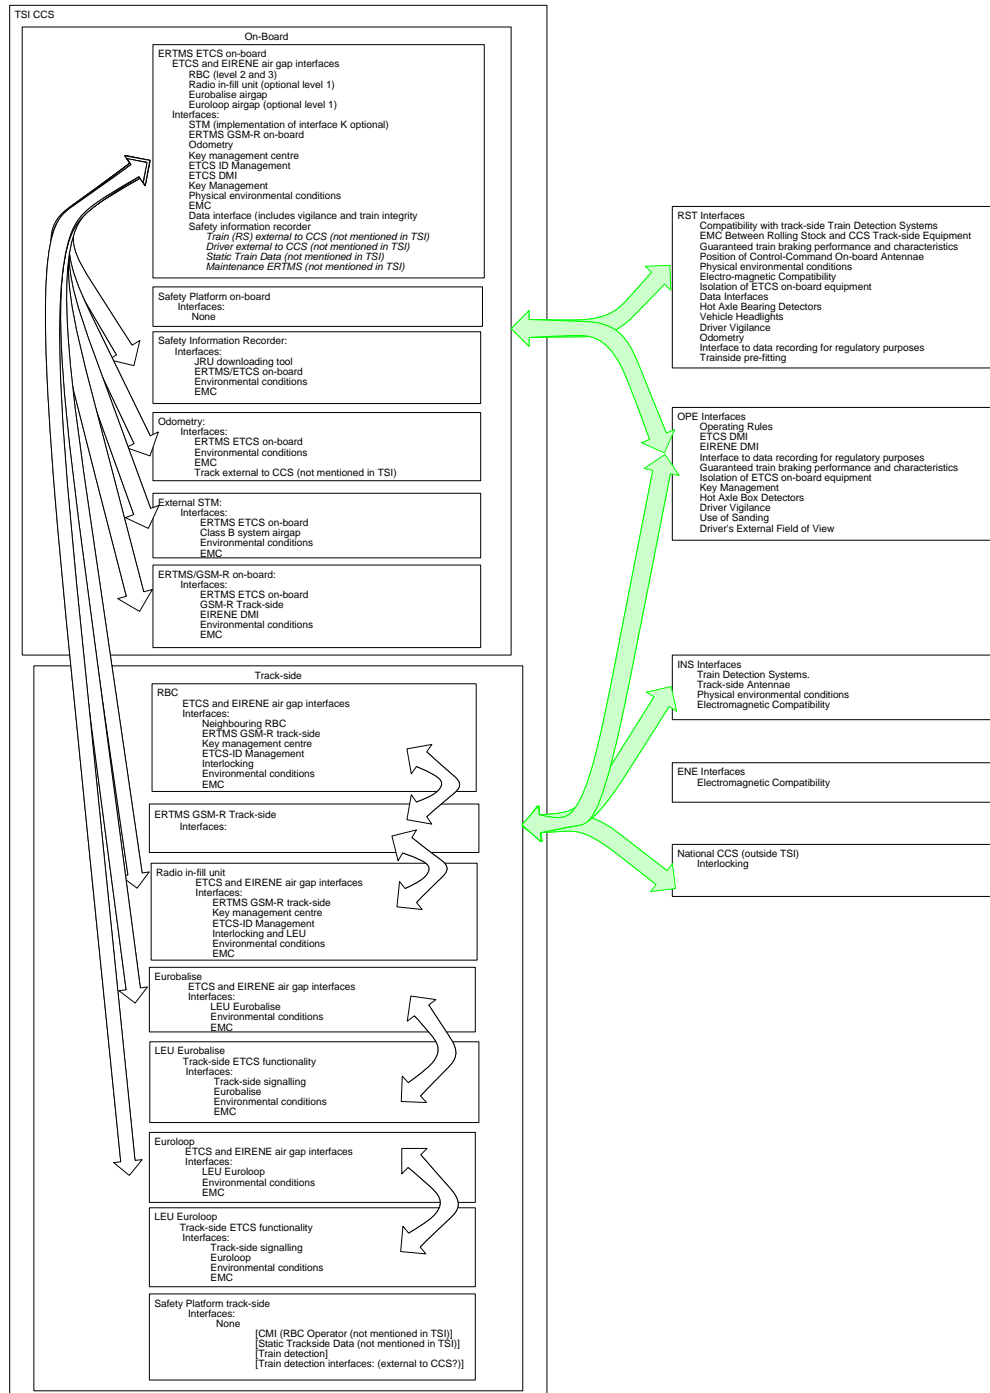 TSI CCS
On-Board
ERTMS ETCS on-board
ETCS and EIRENE air gap interfaces
RBC (level 2 and 3)
Radio in-fill unit (optional level 1)
Eurobalise airgap
Euroloop airgap (optional level 1)
Interfaces:
STM (implementation of interface K optional)
ERTMS GSM-R on-board
Odometry
Key management centre
ETCS ID Management
ETCS DMI
Key Management
Physical environmental conditions
EMC
Data interface (includes vigilance and train integrity
Safety information recorder
Train (RS) external to CCS (not mentioned in TSI)
Driver external to CCS (not mentioned in TSI)
Static Train Data (not mentioned in TSI)
Maintenance ERTMS (not mentioned in TSI)
Safety Platform on-board
Interfaces:
None
Safety Information Recorder:
Interfaces:
JRU downloading tool
ERTMS/ETCS on-board
Environmental conditions
EMC
Odometry:
Interfaces:
ERTMS ETCS on-board
Environmental conditions
EMC
Track external to CCS (not mentioned in TSI)
External STM:
Interfaces:
ERTMS ETCS on-board
Class B system airgap
Environmental conditions
EMC
ERTMS/GSM-R on-board:
Interfaces:
ERTMS ETCS on-board
GSM-R Track-side
EIRENE DMI
Environmental conditions
EMC
Track-side
RBC
ETCS and EIRENE air gap interfaces
Interfaces:
Neighbouring RBC
ERTMS GSM-R track-side
Key management centre
ETCS-ID Management
Interlocking
Environmental conditions
EMC
ERTMS GSM-R Track-side
Interfaces:
Radio in-fill unit
ETCS and EIRENE air gap interfaces
Interfaces:
ERTMS GSM-R track-side
Key management centre
ETCS-ID Management
Interlocking and LEU
Environmental conditions
EMC
Eurobalise
ETCS and EIRENE air gap interfaces
Interfaces:
LEU Eurobalise
Environmental conditions
EMC
LEU Eurobalise
Track-side ETCS functionality
Interfaces:
Track-side signalling
Eurobalise
Environmental conditions
EMC
Euroloop
ETCS and EIRENE air gap interfaces
Interfaces:
LEU Euroloop
Environmental conditions
EMC
LEU Euroloop
Track-side ETCS functionality
Interfaces:
Track-side signalling
Euroloop
Environmental conditions
EMC
Safety Platform track-side
Interfaces:
None
[CMI (RBC Operator (not mentioned in TSI)]
[Static Trackside Data (not mentioned in TSI)]
[Train detection]
[Train detection interfaces: (external to CCS?)]
RST Interfaces
Compatibility with track-side Train Detection Systems
EMC Between Rolling Stock and CCS Track-side Equipment
Guaranteed train braking performance and characteristics
Position of Control-Command On-board Antennae
Physical environmental conditions
Electro-magnetic Compatibility
Isolation of ETCS on-board equipment
Data Interfaces
Hot Axle Bearing Detectors
Vehicle Headlights
Driver Vigilance
Odometry
Interface to data recording for regulatory purposes
Trainside pre-fitting
OPE Interfaces
Operating Rules
ETCS DMI
EIRENE DMI
Interface to data recording for regulatory purposes
Guaranteed train braking performance and characteristics
Isolation of ETCS on-board equipment
Key Management
Hot Axle Box Detectors
Driver Vigilance
Use of Sanding
Driver's External Field of View
INS Interfaces
Train Detection Systems.
Track-side Antennae
Physical environmental conditions
Electromagnetic Compatibility
ENE Interfaces
Electromagnetic Compatibility
National CCS (outside TSI)
Interlocking